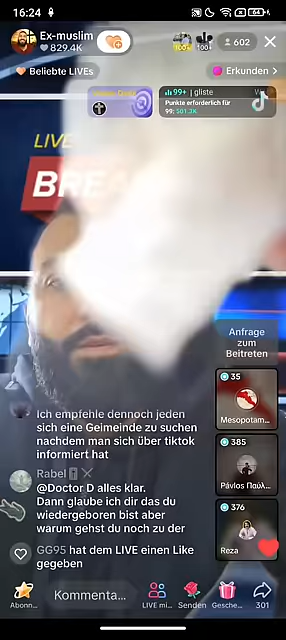 16:24
64
Ex-muslim
829.4K
100+
100+
602
Beliebte LIVEs
Erkunden >
99+ | gliste
Punkte erforderlich für
99: 501.3K
LIVE
BREA
Anfrage
zum
Beitreten
35
Mesopotam...
385
Pávlos Παύλ...
376
Reza
Ich empfehle dennoch jeden
sich eine Geimeinde zu suchen
nachdem man sich über tiktok
informiert hat
Rabel
@Doctor D alles klar.
Dann glaube ich dir das du
wiedergeboren bist aber
warum gehst du noch zu der
GG95 hat dem LIVE einen Like
gegeben
Abonn...
Kommenta...
LIVE mi...
Senden
Gesche...
301